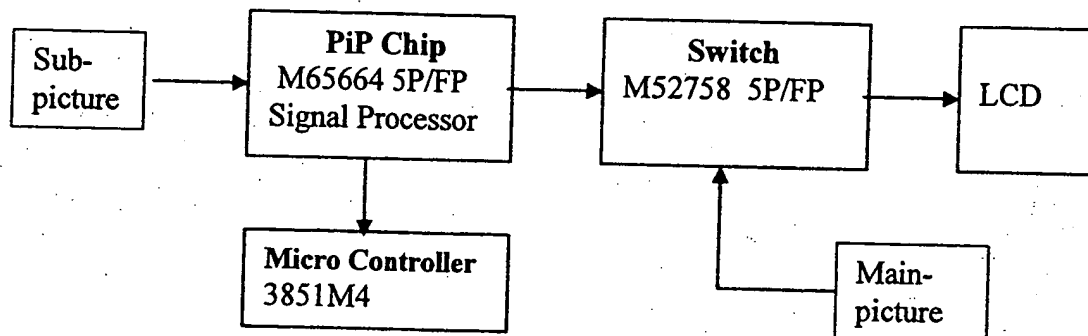 Sub-
picture
PiP Chip
M65664 5P/FP
Signal Processor
Switch
M52758 5P/FP
LCD
Micro Controller
3851M4
Main-
picture